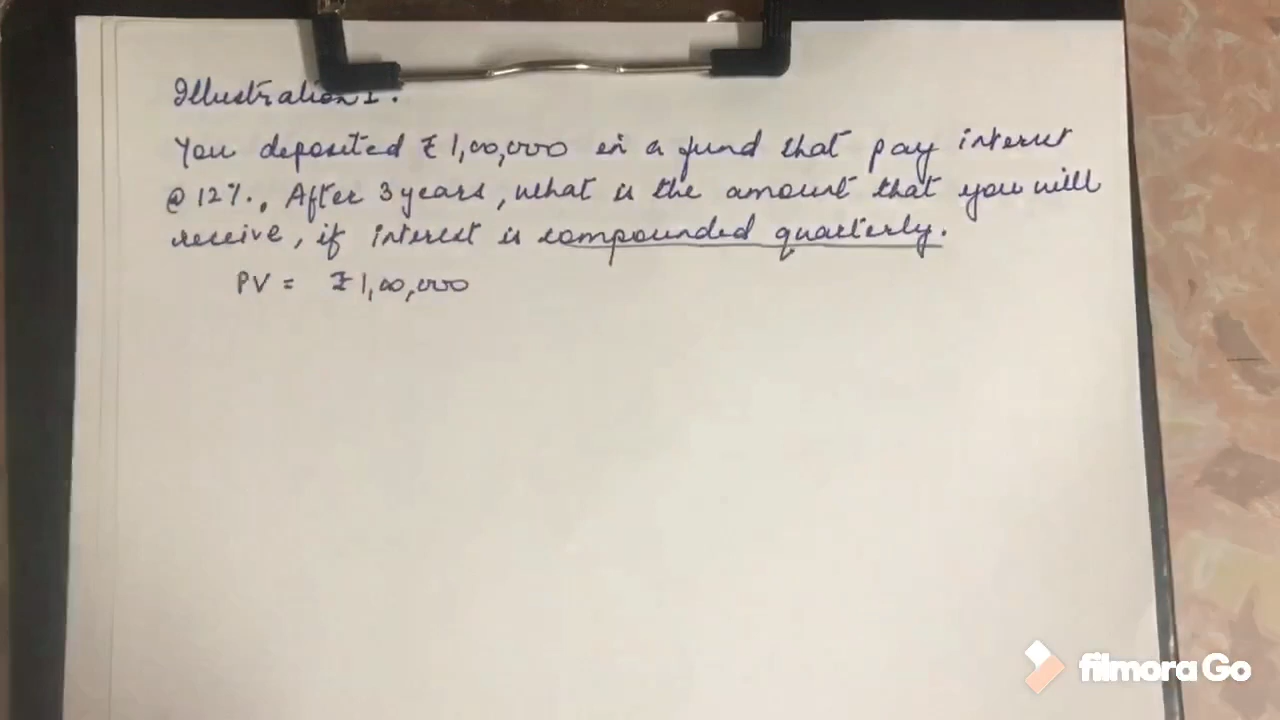 Illustration 1.
You deposited ₹ 1,00,000 in a fund that pay interest
@ 12%. After 3 years, what is the amount that you will
receive, if interest is compounded quarterly.
PV = ₹ 1,00,000
filmora Go